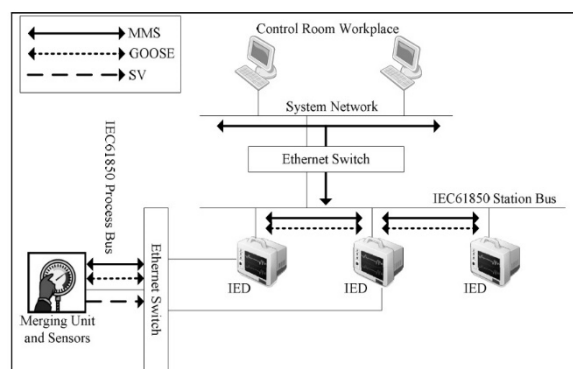 MMS
GOOSE
SV
Control Room Workplace
System Network
Ethernet Switch
IEC61850 Station Bus
IEC61850 Process Bus
Ethernet Switch
IED
IED
IED
Merging Unit
and Sensors